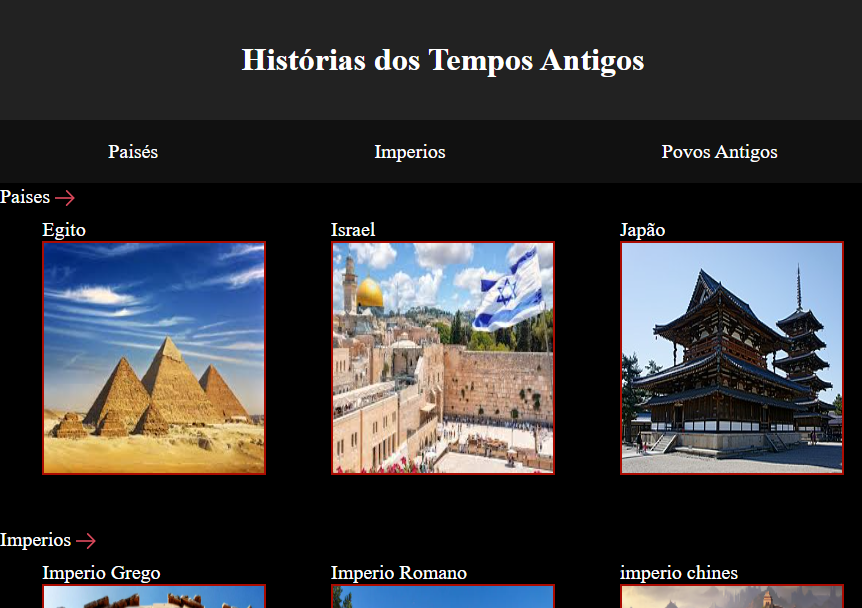 Histórias dos Tempos Antigos
Paisés Imperios Povos Antigos
Paises
Egito Israel Japão
Imperios
Imperio Grego Imperio Romano imperio chines